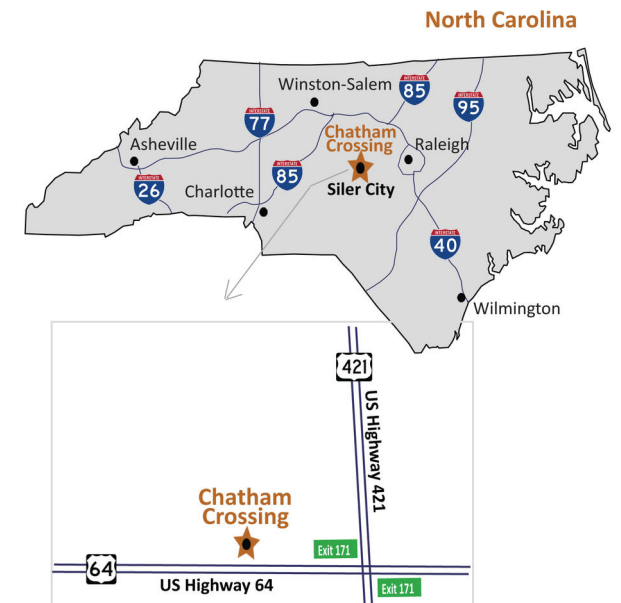 North Carolina
Winston-Salem
INTERSTATE
85
INTERSTATE
95
INTERSTATE
77
Chatham
Crossing
Asheville
Raleigh
INTERSTATE
26
Charlotte
INTERSTATE
85
Siler City
INTERSTATE
40
Wilmington
421
US Highway 421
Chatham
Crossing
Exit 171
64
US Highway 64
Exit 171